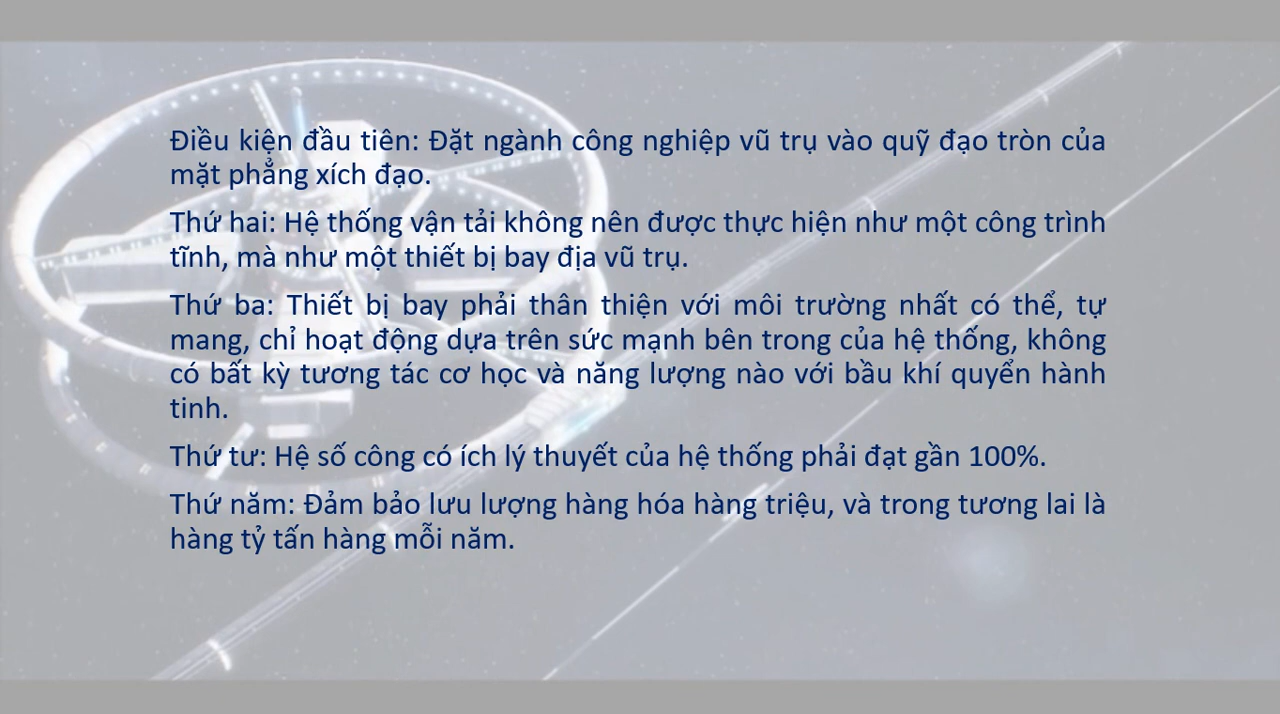 Điều kiện đầu tiên: Đặt ngành công nghiệp vũ trụ vào quỹ đạo tròn của
mặt phẳng xích đạo.
Thứ hai: Hệ thống vận tải không nên được thực hiện như một công trình
tĩnh, mà như một thiết bị bay địa vũ trụ.
Thứ ba: Thiết bị bay phải thân thiện với môi trường nhất có thể, tự
mang, chỉ hoạt động dựa trên sức mạnh bên trong của hệ thống, không
có bất kỳ tương tác cơ học và năng lượng nào với bầu khí quyển hành
tinh.
Thứ tư: Hệ số công có ích lý thuyết của hệ thống phải đạt gần 100%.
Thứ năm: Đảm bảo lưu lượng hàng hóa hàng triệu, và trong tương lai là
hàng tỷ tấn hàng mỗi năm.